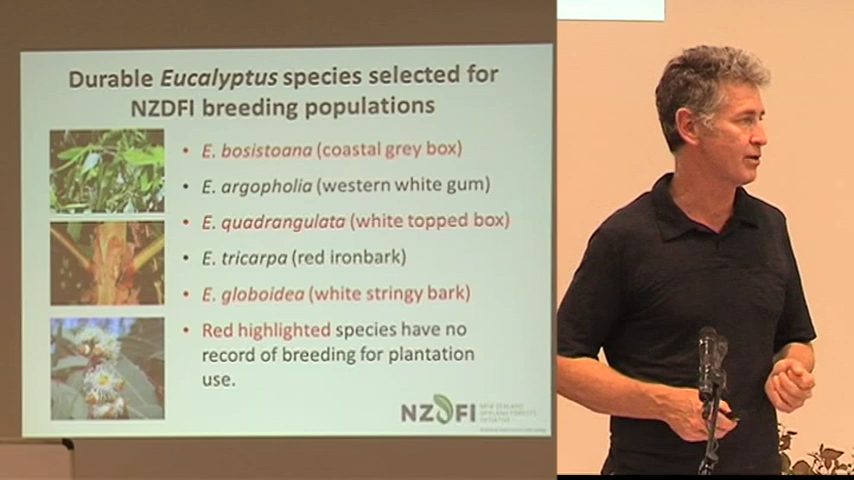 Durable Eucalyptus species selected for
NZDFI breeding populations
• E. bosistoana (coastal grey box)
• E. argopholia (western white gum)
• E. quadrangulata (white topped box)
• E. tricarpa (red ironbark)
• E. globoidea (white stringy bark)
• Red highlighted species have no
record of breeding for plantation
use.
NZDFI
NEW ZEALAND
DRYLAND FORESTS
INITIATIVE